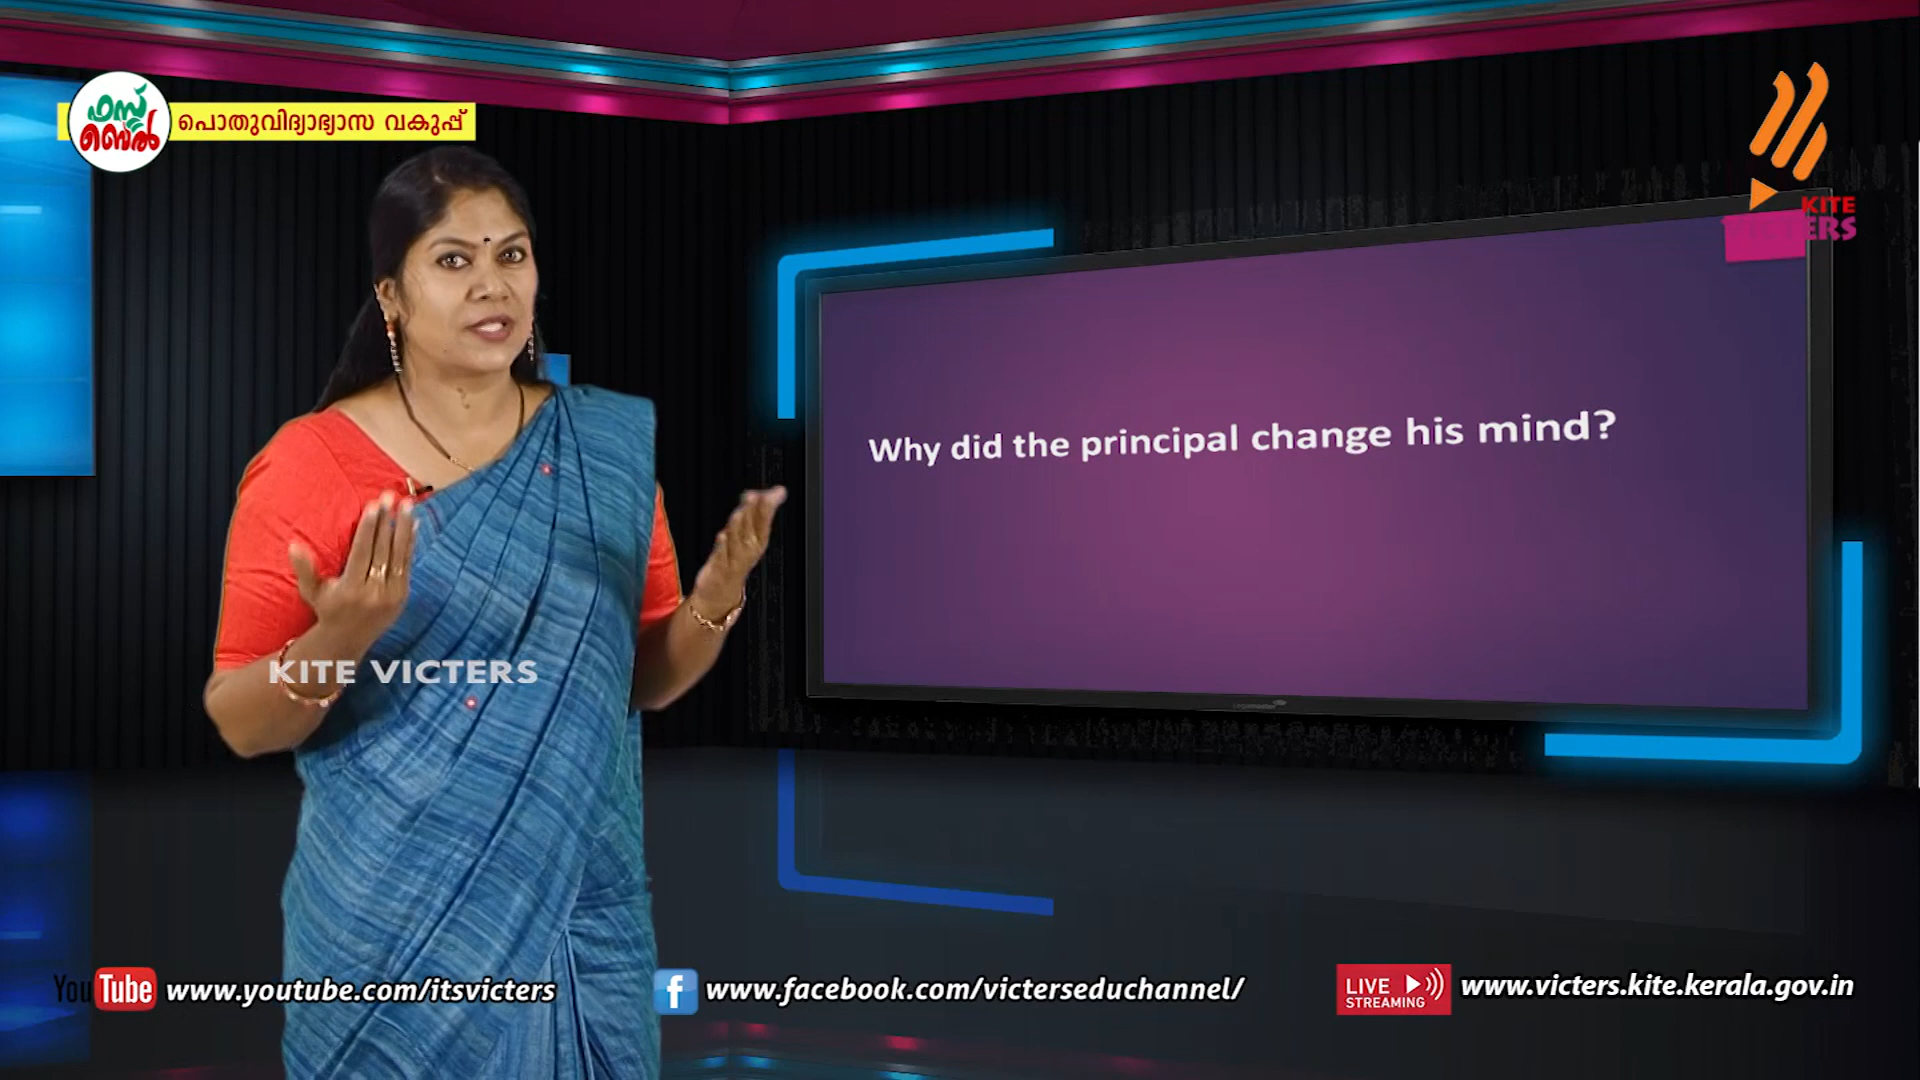 ഫസ്റ്റ്
ബെൽ
പൊതുവിദ്യാഭ്യാസ വകുപ്പ്
KITE
VICTERS
Why did the principal change his mind?
KITE VICTERS
YouTube www.youtube.com/itsvicters
f www.facebook.com/victerseduchannel/
LIVE
STREAMING
www.victers.kite.kerala.gov.in